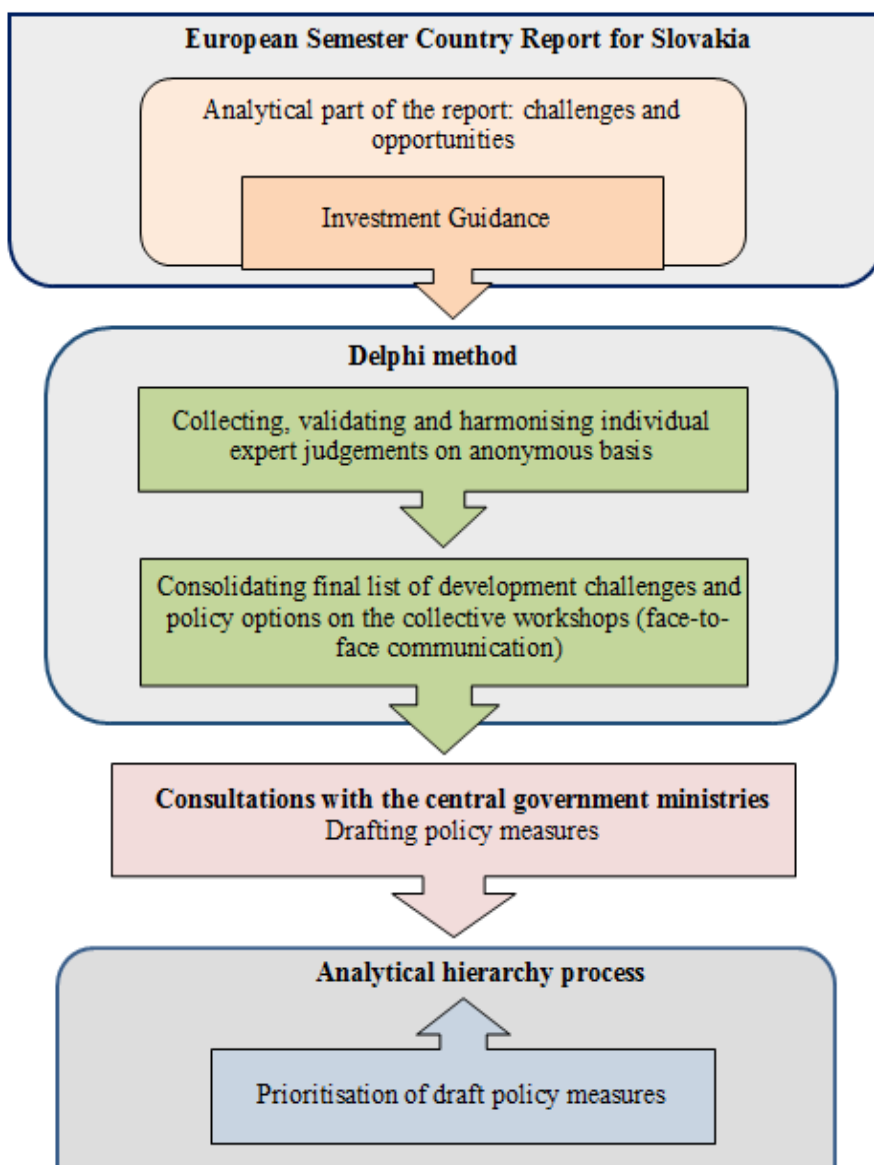 European Semester Country Report for Slovakia
Analytical part of the report: challenges and
opportunities
Investment Guidance
Delphi method
Collecting, validating and harmonising individual
expert judgements on anonymous basis
Consolidating final list of development challenges and
policy options on the collective workshops (face-to-
face communication)
Consultations with the central government ministries
Drafting policy measures
Analytical hierarchy process
Prioritisation of draft policy measures